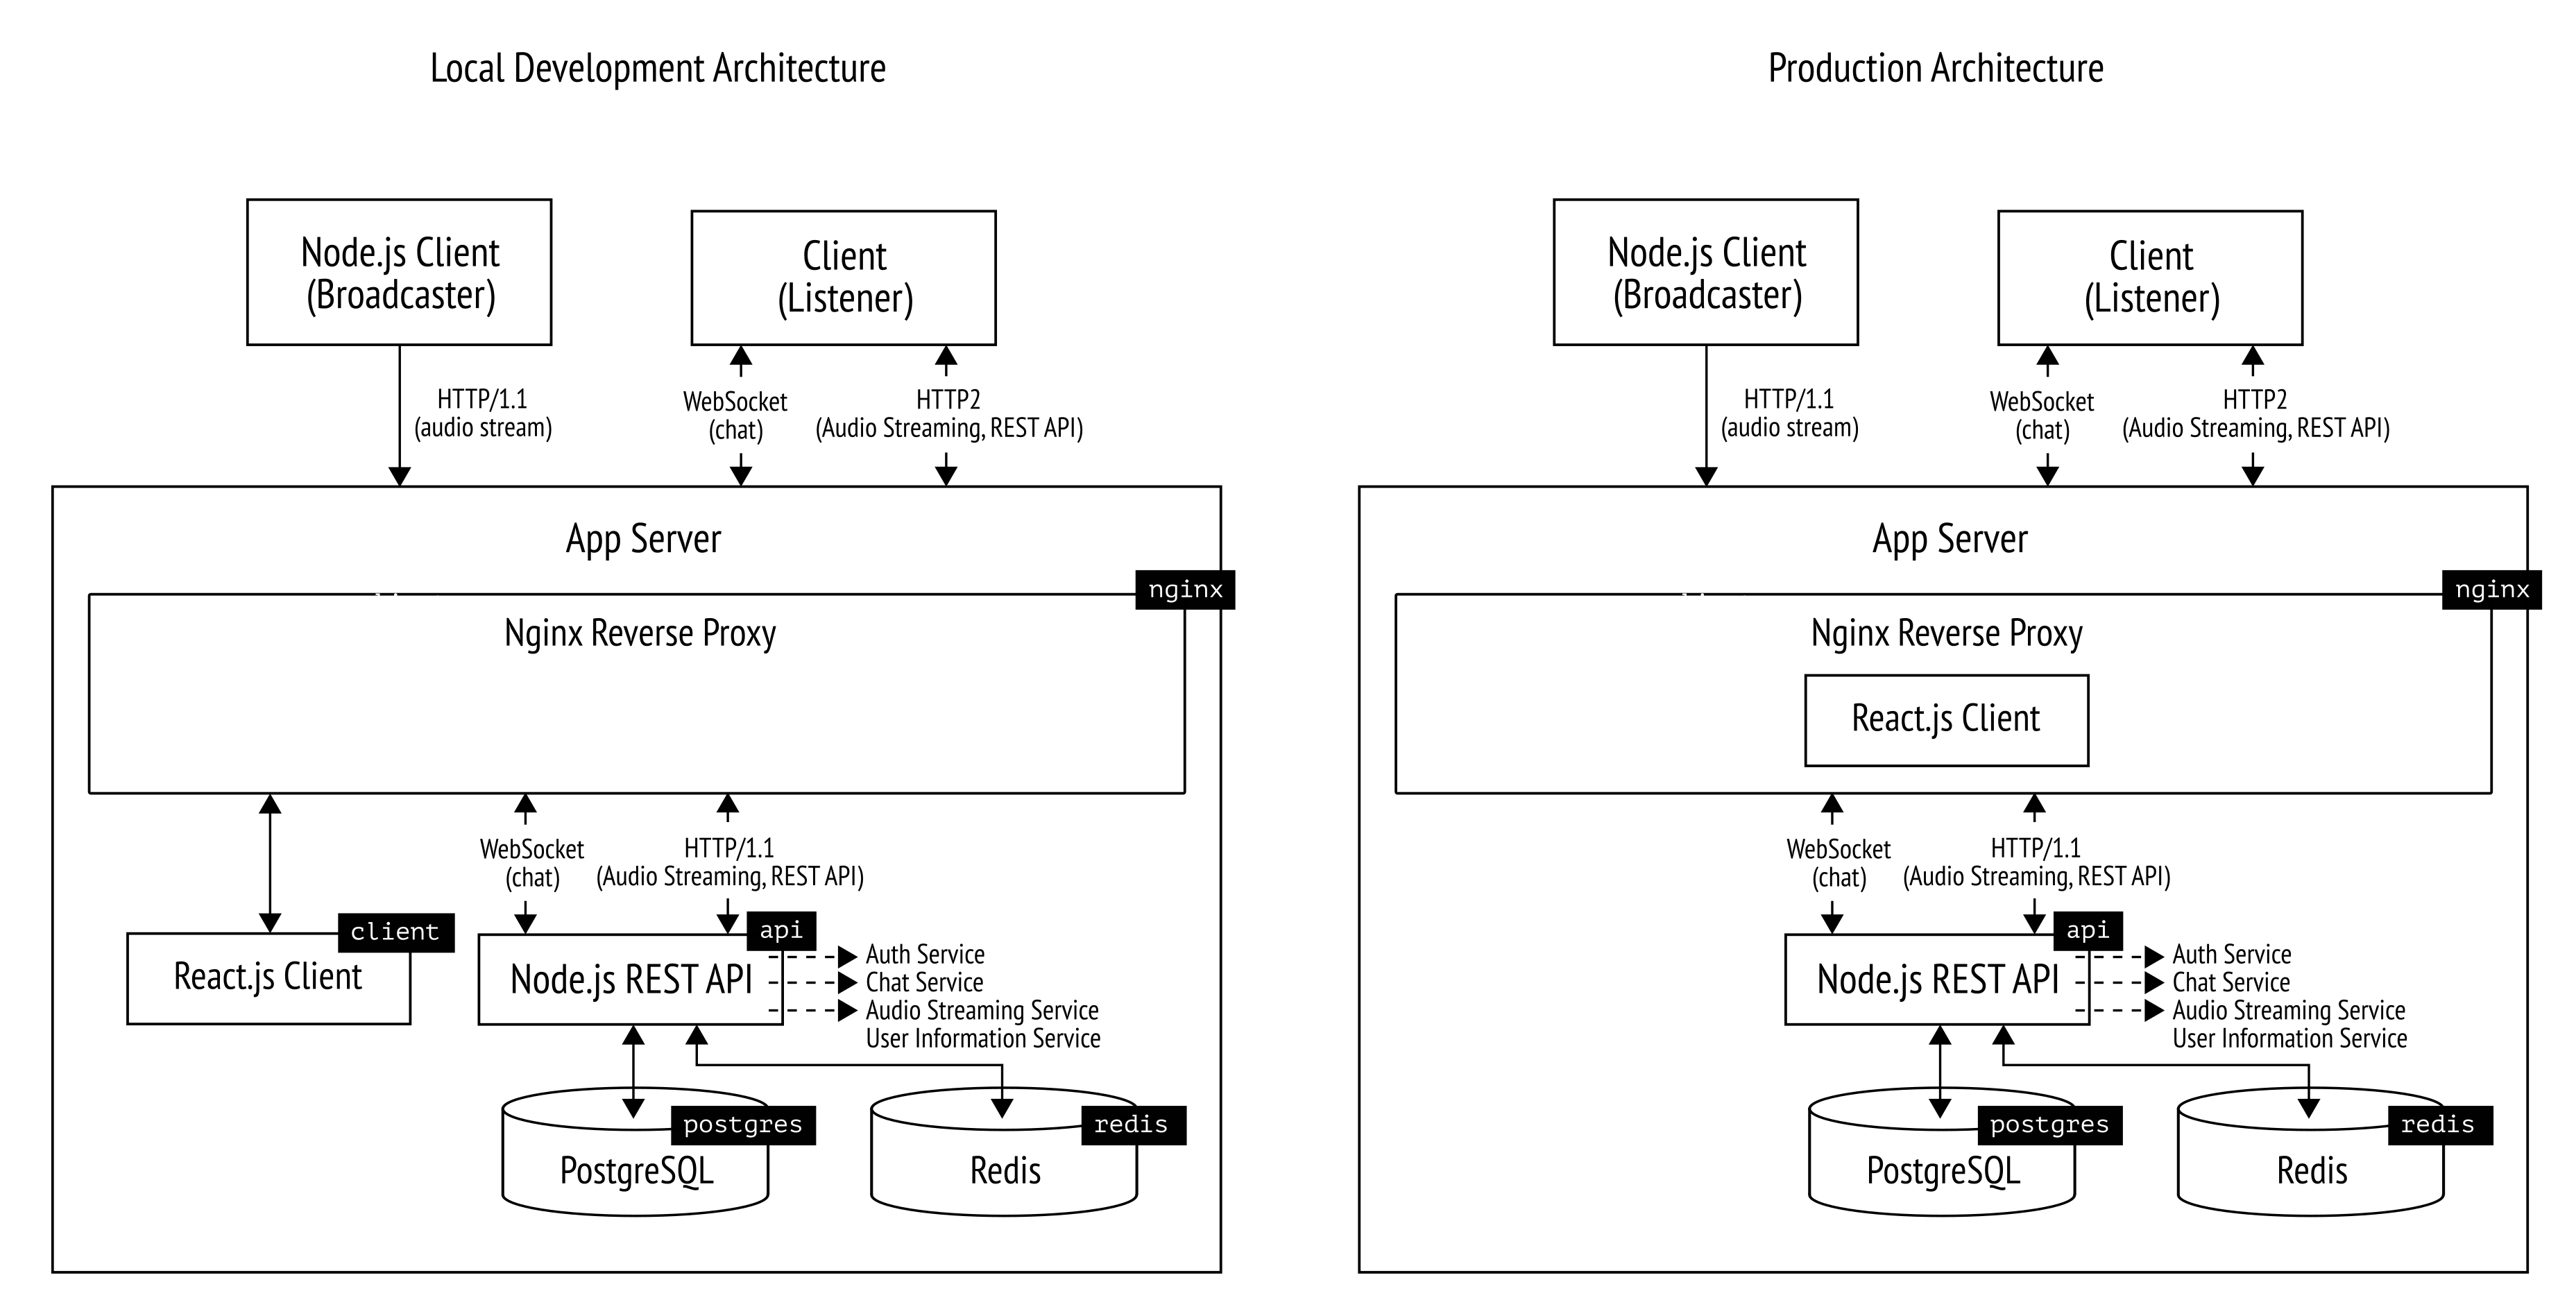 Local Development Architecture
Node.js Client
(Broadcaster)
Client
(Listener)
HTTP/1.1
(audio stream)
WebSocket
(chat)
HTTP2
(Audio Streaming, REST API)
App Server
nginx
Nginx Reverse Proxy
WebSocket
(chat)
HTTP/1.1
(Audio Streaming, REST API)
client
React.js Client
api
Node.js REST API
Auth Service
Chat Service
Audio Streaming Service
User Information Service
postgres
PostgreSQL
redis
Redis
Production Architecture
Node.js Client
(Broadcaster)
Client
(Listener)
HTTP/1.1
(audio stream)
WebSocket
(chat)
HTTP2
(Audio Streaming, REST API)
App Server
nginx
Nginx Reverse Proxy
React.js Client
WebSocket
(chat)
HTTP/1.1
(Audio Streaming, REST API)
api
Node.js REST API
Auth Service
Chat Service
Audio Streaming Service
User Information Service
postgres
PostgreSQL
redis
Redis